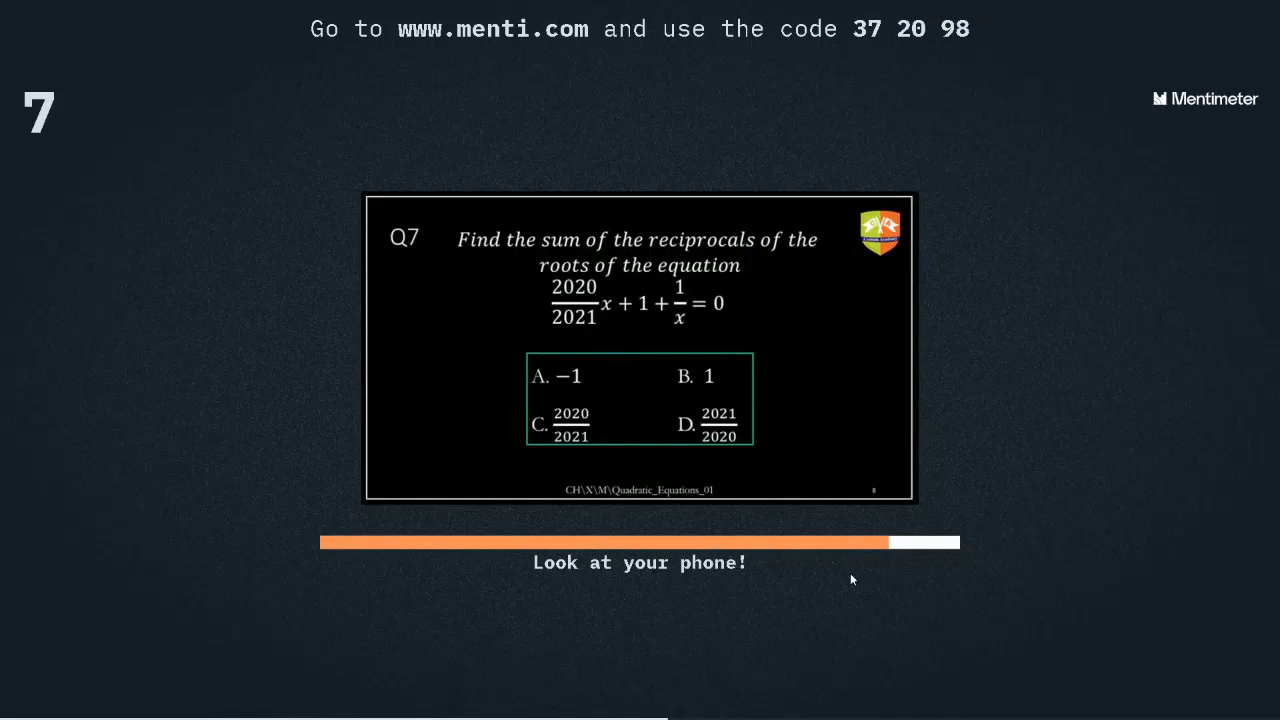 Go to www.menti.com and use the code 37 20 98
7
Mentimeter
Q7
Find the sum of the reciprocals of the
roots of the equation
2020/2021 x + 1 + 1/x = 0
A. −1
B. 1
C. 2020/2021
D. 2021/2020
CH\X\M\Quadratic_Equations_01
8
Look at your phone!